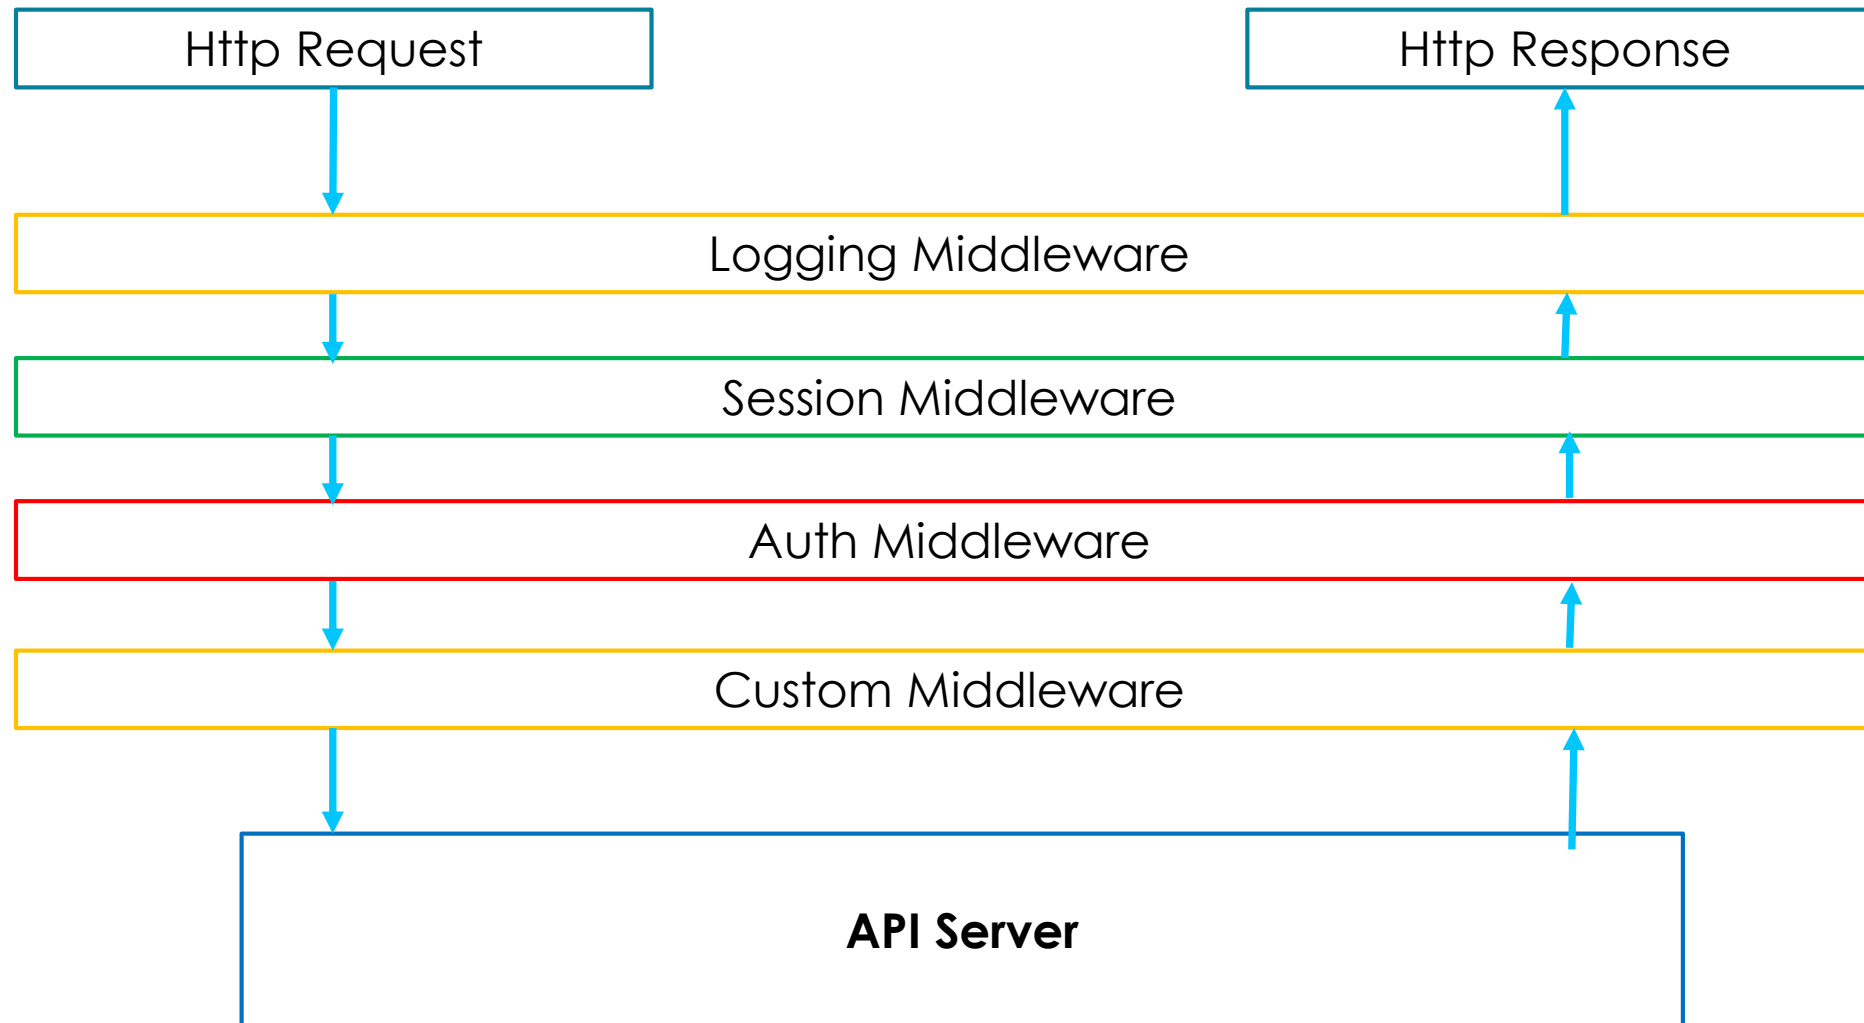 Http Request
Http Response
Logging Middleware
Session Middleware
Auth Middleware
Custom Middleware
API Server